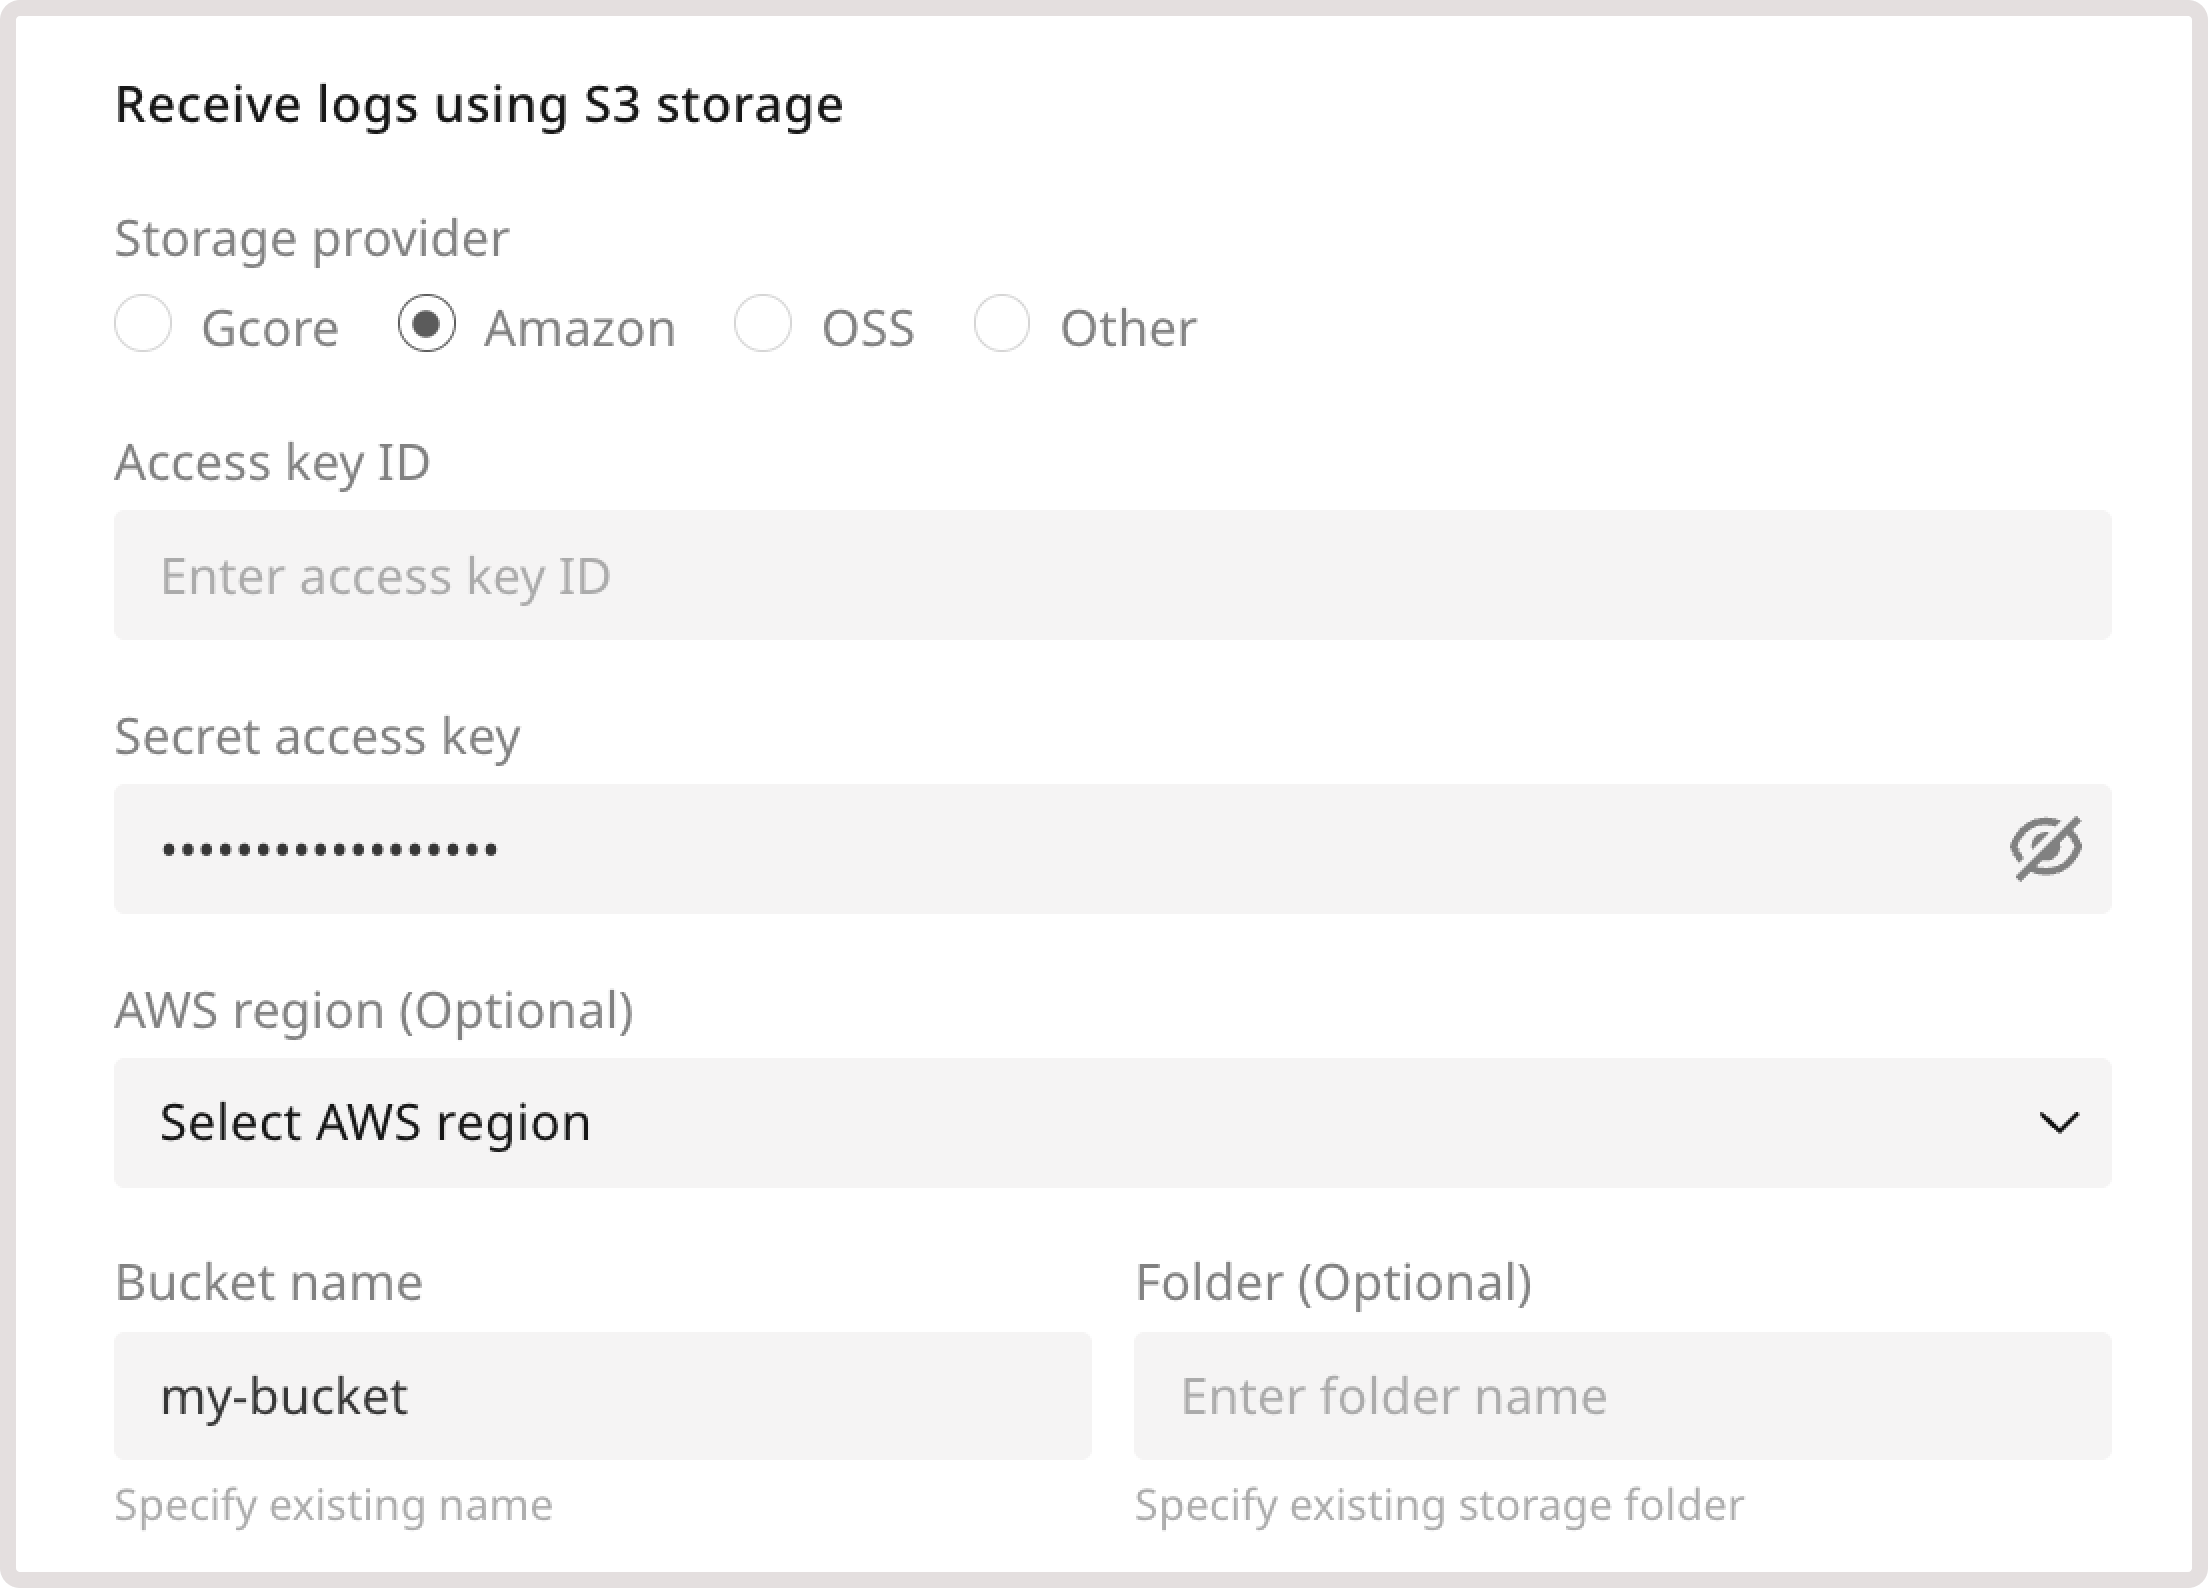 Receive logs using S3 storage
Storage provider
Gcore Amazon OSS Other
Access key ID
Enter access key ID
Secret access key
••••••••••••••••••
AWS region (Optional)
Select AWS region
Bucket name Folder (Optional)
my-bucket Enter folder name
Specify existing name Specify existing storage folder